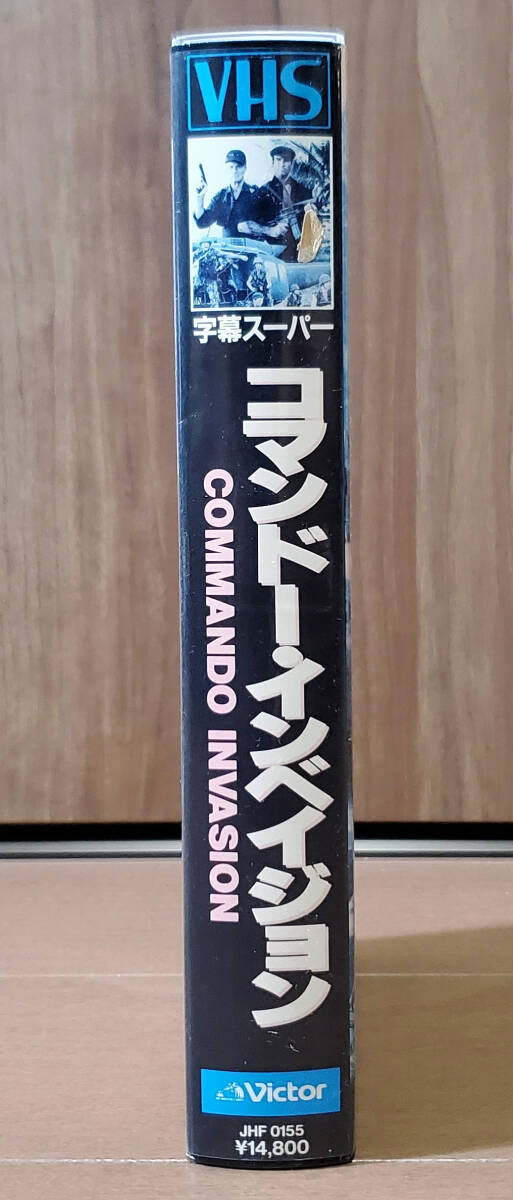 VHS
字幕スーパー
コマンドー・インベイジョン
COMMANDO INVASION
Victor
JHF 0155
¥14,800